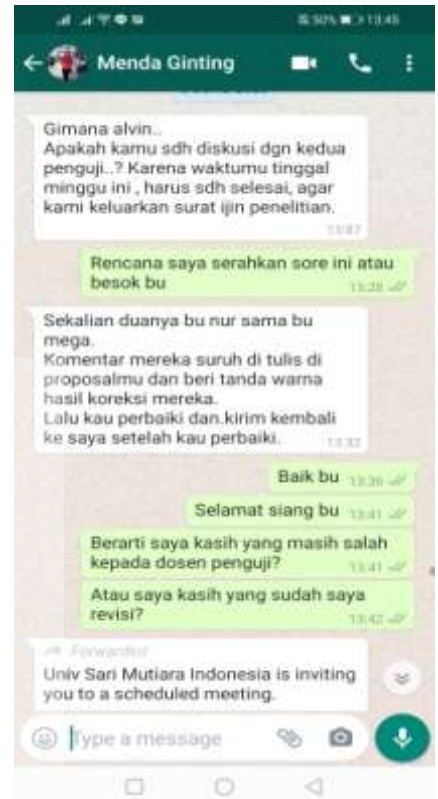 50% 13:45
Menda Ginting
Gimana alvin..
Apakah kamu sdh diskusi dgn kedua
penguji..? Karena waktumu tinggal
minggu ini , harus sdh selesai, agar
kami keluarkan surat ijin penelitian.
Rencana saya serahkan sore ini atau
besok bu
13:28
Sekalian duanya bu nur sama bu
mega.
Komentar mereka suruh di tulis di
proposalmu dan beri tanda warna
hasil koreksi mereka.
Lalu kau perbaiki dan.kirim kembali
ke saya setelah kau perbaiki.
13:32
Baik bu
Selamat siang bu 13:41
Berarti saya kasih yang masih salah
kepada dosen penguji? 13:41
Atau saya kasih yang sudah saya
revisi?
13:42
Forwarded
Univ Sari Mutiara Indonesia is inviting
you to a scheduled meeting.
Type a message